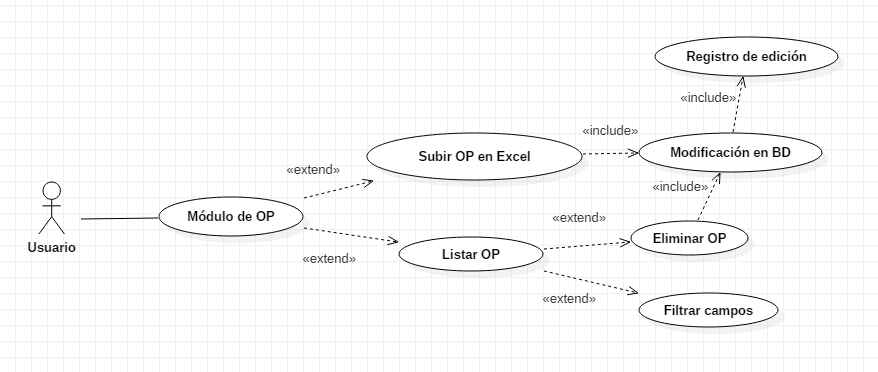 Registro de edición
«include»
«include»
Subir OP en Excel
Modificación en BD
«extend»
«include»
Módulo de OP
«extend»
Eliminar OP
Usuario
«extend»
Listar OP
«extend»
Filtrar campos